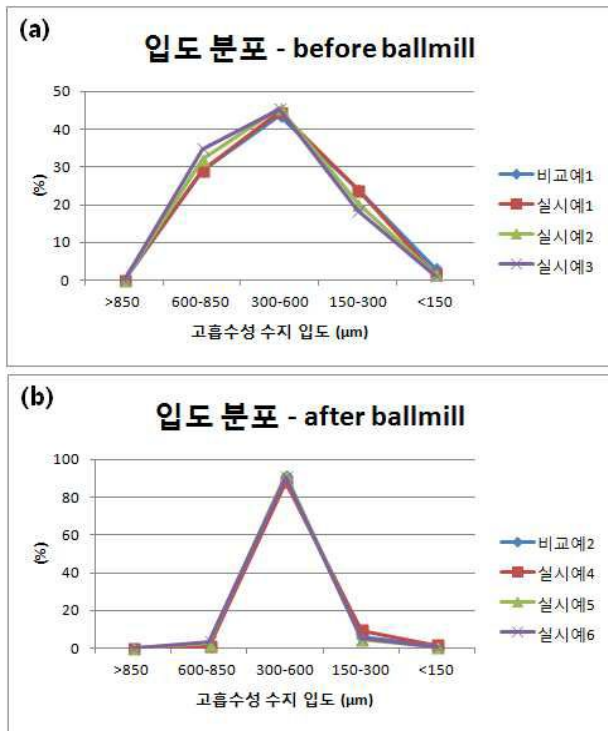 (a)
입도 분포 - before ballmill
50
40
30
20
10
0
(%)
>850 600-850 300-600 150-300 <150
고흡수성 수지 입도 (μm)
비교예1
실시예1
실시예2
실시예3
(b)
입도 분포 - after ballmill
100
80
60
40
20
0
(%)
>850 600-850 300-600 150-300 <150
고흡수성 수지 입도 (μm)
비교예2
실시예4
실시예5
실시예6